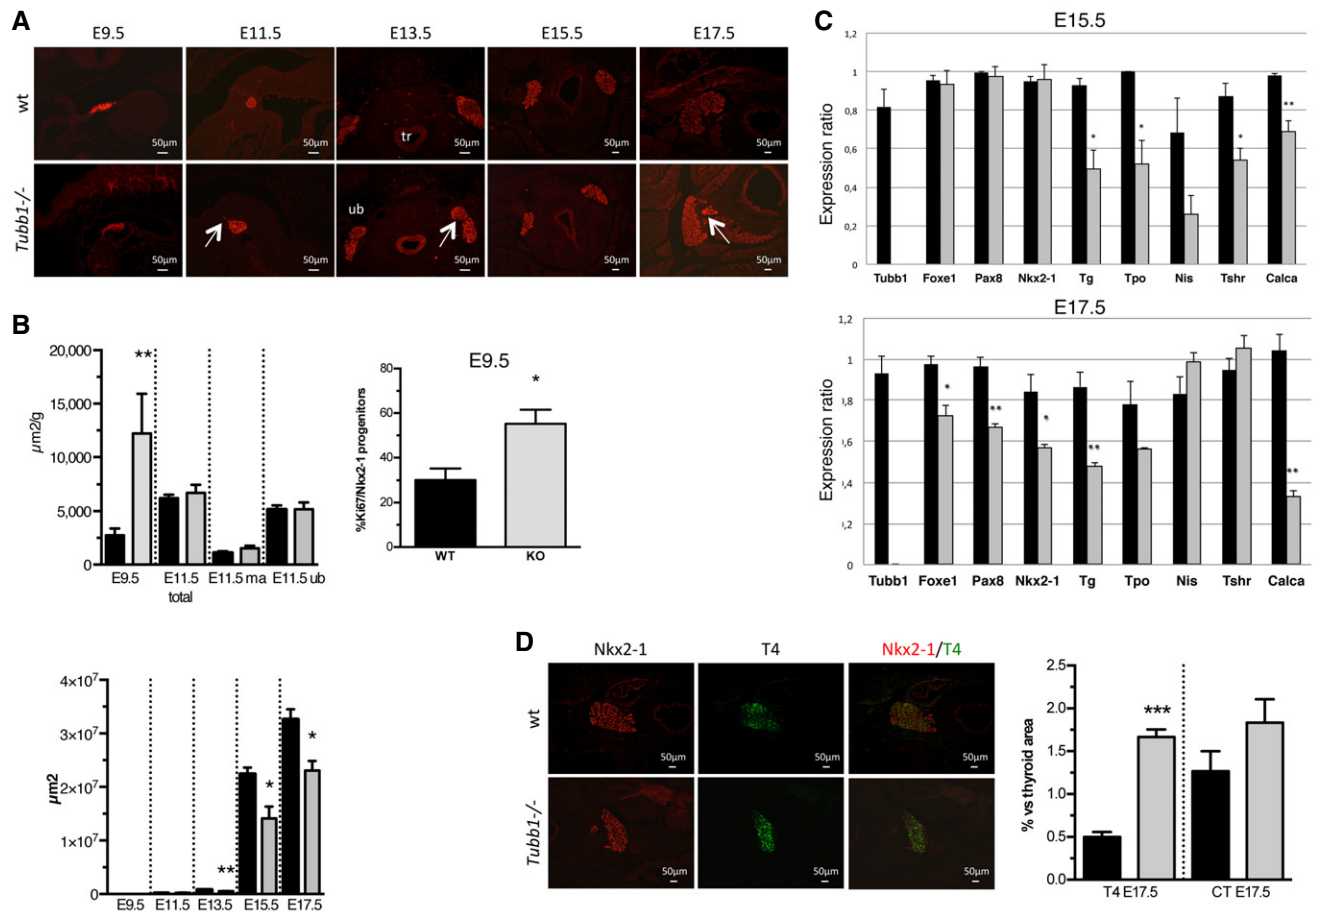 A
E9.5 E11.5 E13.5 E15.5 E17.5
wt
50µm 50µm tr 50µm 50µm 50µm
Tubb1-/-
50µm 50µm ub 50µm 50µm 50µm
B
µm2/g
20,000
15,000
10,000
5,000
0
**
E9.5 E11.5 total E11.5 ma E11.5 ub
E9.5
%Ki67/Nkx2-1 progenitors
80
60
40
20
0
*
WT KO
µm2
4×10⁷
3×10⁷
2×10⁷
1×10⁷
0
** * *
E9.5 E11.5 E13.5 E15.5 E17.5
C
E15.5
Expression ratio
1,2
1
0,8
0,6
0,4
0,2
0
* * * **
Tubb1 Foxe1 Pax8 Nkx2-1 Tg Tpo Nis Tshr Calca
E17.5
Expression ratio
1,2
1
,8
,6
,4
,2
0
* ** * ** **
Tubb1 Foxe1 Pax8 Nkx2-1 Tg Tpo Nis Tshr Calca
D
Nkx2-1 T4 Nkx2-1/T4
wt
50µm 50µm 50µm
Tubb1-/-
50µm 50µm 50µm
% vs thyroid area
2.5
2.0
1.5
1.0
0.5
0.0
***
T4 E17.5 CT E17.5